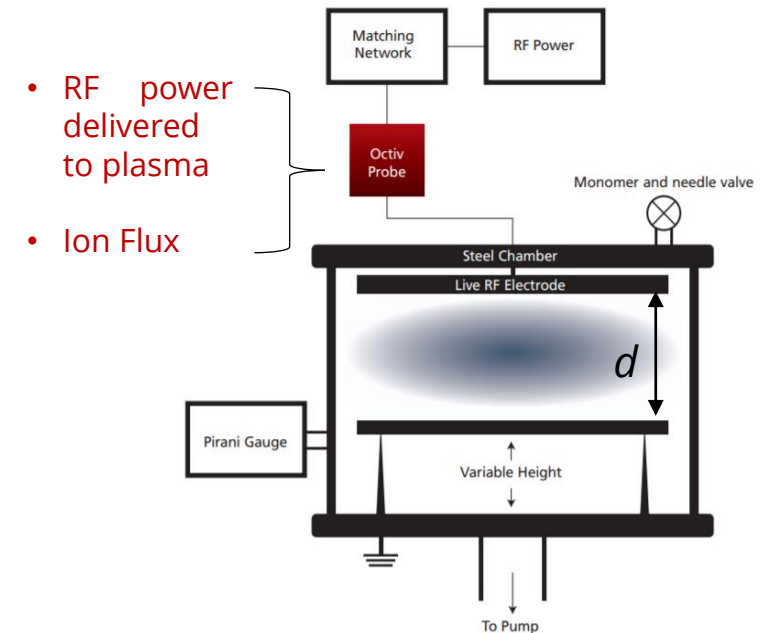 Matching
Network
RF Power
• RF power
delivered
to plasma
• Ion Flux
Octiv
Probe
Monomer and needle valve
Steel Chamber
Live RF Electrode
d
Pirani Gauge
Variable Height
To Pump